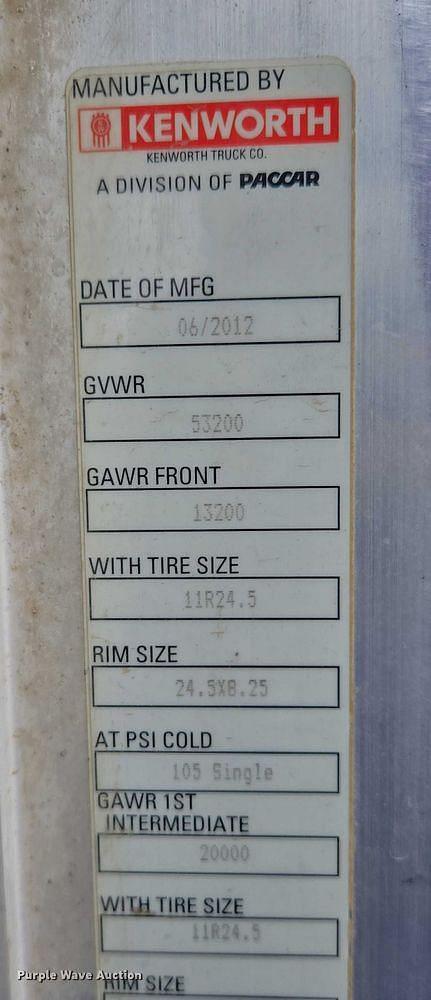 MANUFACTURED BY
KENWORTH
KENWORTH TRUCK CO.
A DIVISION OF PACCAR
DATE OF MFG
06/2012
GVWR
53200
GAWR FRONT
13200
WITH TIRE SIZE
11R24.5
RIM SIZE
24.5X8.25
AT PSI COLD
105 Single
GAWR 1ST
INTERMEDIATE
20000
WITH TIRE SIZE
11R24.5
RIM SIZE
Purple Wave Auction